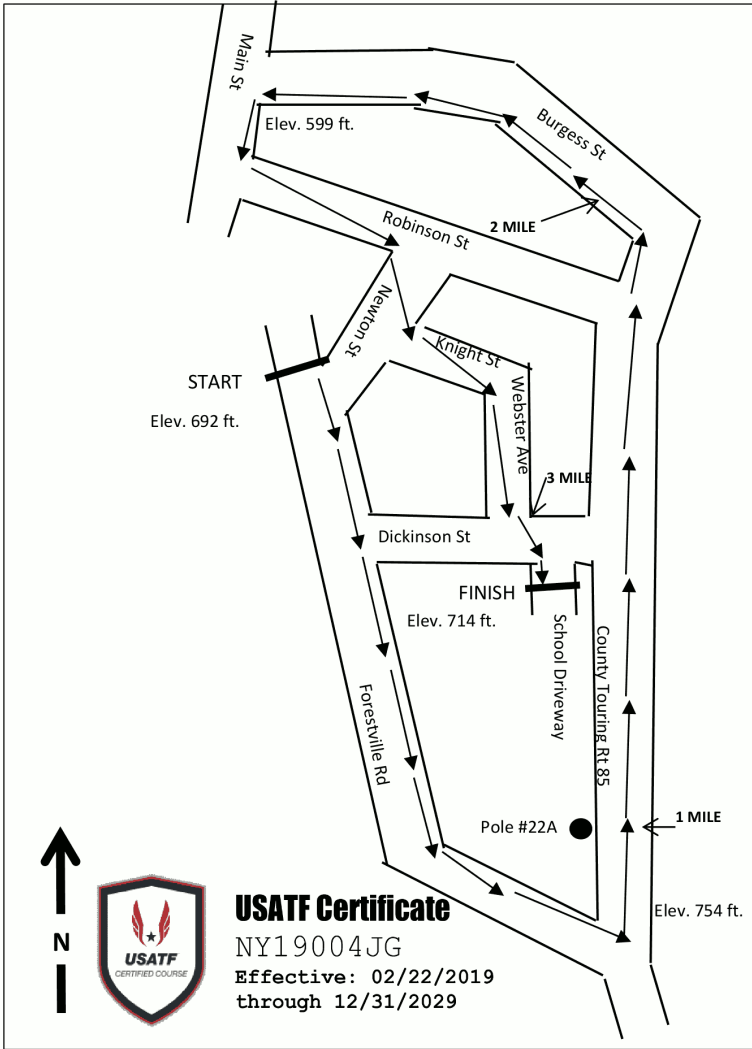 Main St
Elev. 599 ft.
Burgess St
2 MILE
Robinson St
Newton St
Knight St
START
Elev. 692 ft.
Webster Ave
3 MILE
Dickinson St
FINISH
Elev. 714 ft.
School Driveway
County Touring Rt 85
Forestville Rd
Pole #22A
1 MILE
Elev. 754 ft.
N
USATF
CERTIFIED COURSE
USATF Certificate
NY19004JG
Effective: 02/22/2019
through 12/31/2029